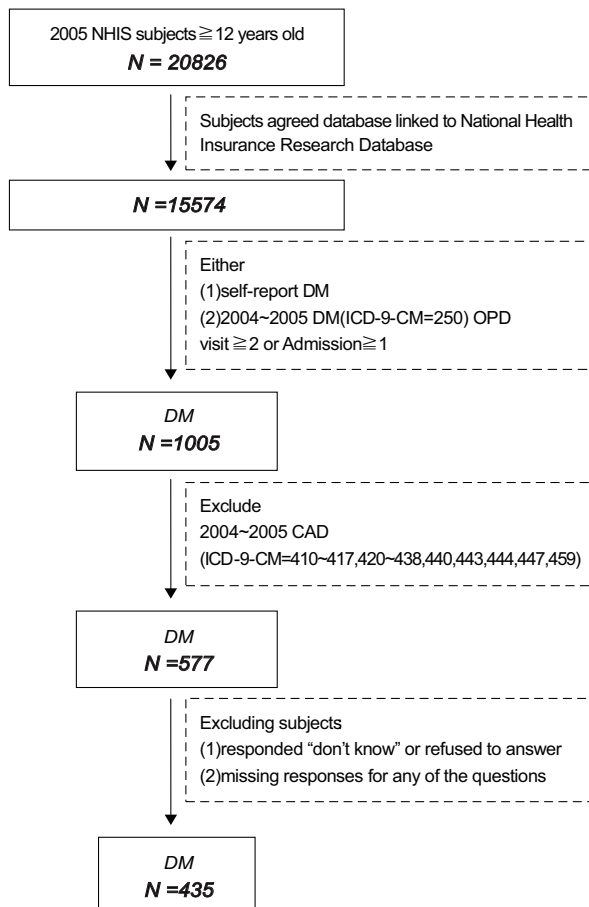 2005 NHIS subjects≧12 years old
N = 20826
Subjects agreed database linked to National Health
Insurance Research Database
N =15574
Either
(1)self-report DM
(2)2004~2005 DM(ICD-9-CM=250) OPD
visit≧2 or Admission≧1
DM
N =1005
Exclude
2004~2005 CAD
(ICD-9-CM=410~417,420~438,440,443,444,447,459)
DM
N =577
Excluding subjects
(1)responded “don’t know” or refused to answer
(2)missing responses for any of the questions
DM
N =435